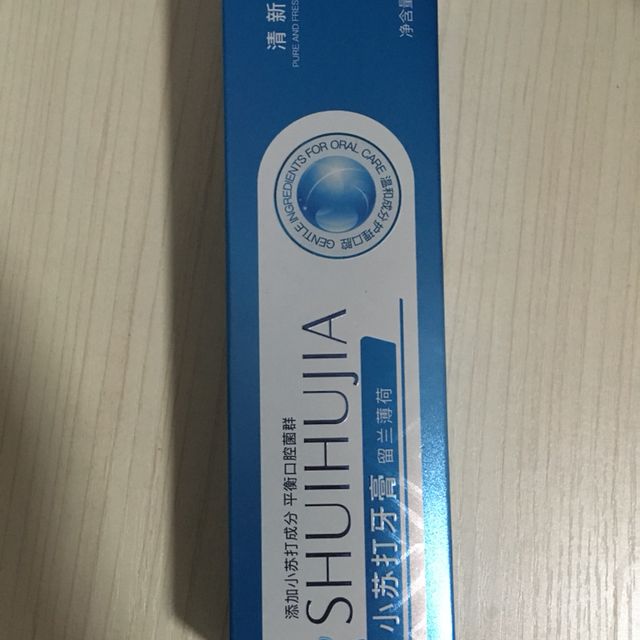 添加小苏打成分 平衡口腔菌群
SHUIHUJIA
小苏打牙膏 留兰薄荷
GENTLE INGREDIENTS FOR ORAL CARE
温和成分护理口腔
清新
PURE AND FRES
净含量